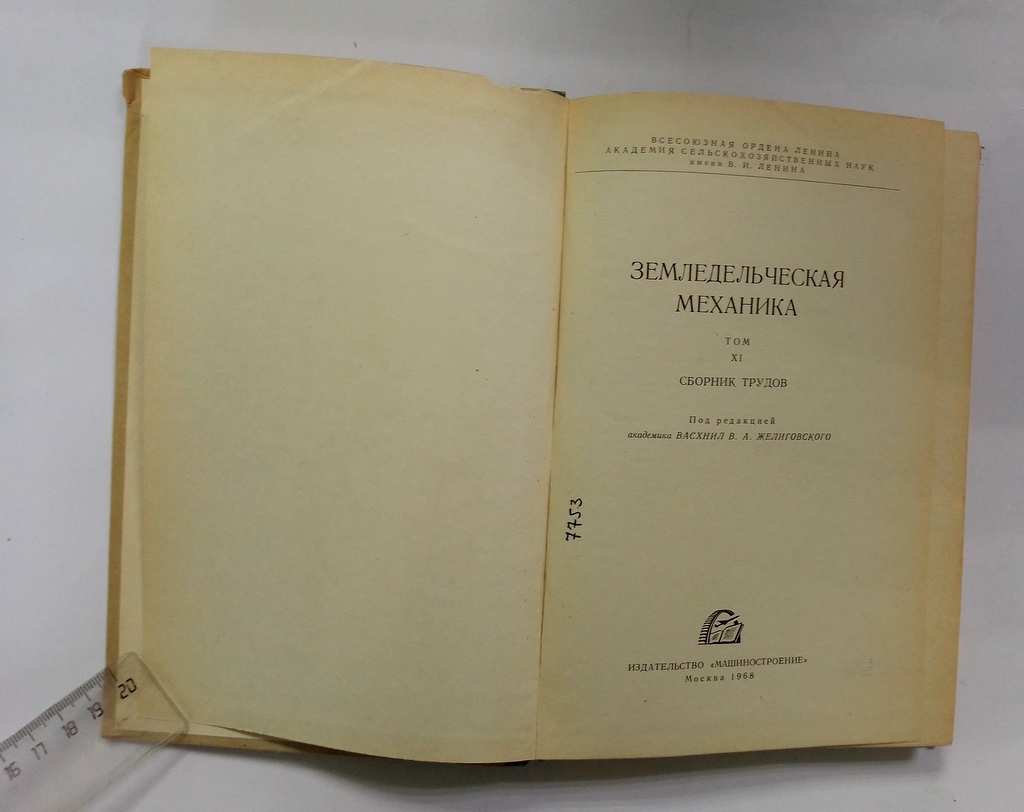 ВСЕСОЮЗНАЯ ОРДЕНА ЛЕНИНА
АКАДЕМИЯ СЕЛЬСКОХОЗЯЙСТВЕННЫХ НАУК
имени В. И. ЛЕНИНА
ЗЕМЛЕДЕЛЬЧЕСКАЯ
МЕХАНИКА
ТОМ
XI
СБОРНИК ТРУДОВ
Под редакцией
академика ВАСХНИЛ В. А. ЖЕЛИГОВСКОГО
7753
ИЗДАТЕЛЬСТВО «МАШИНОСТРОЕНИЕ»
Москва 1968
16 17 18 19 20